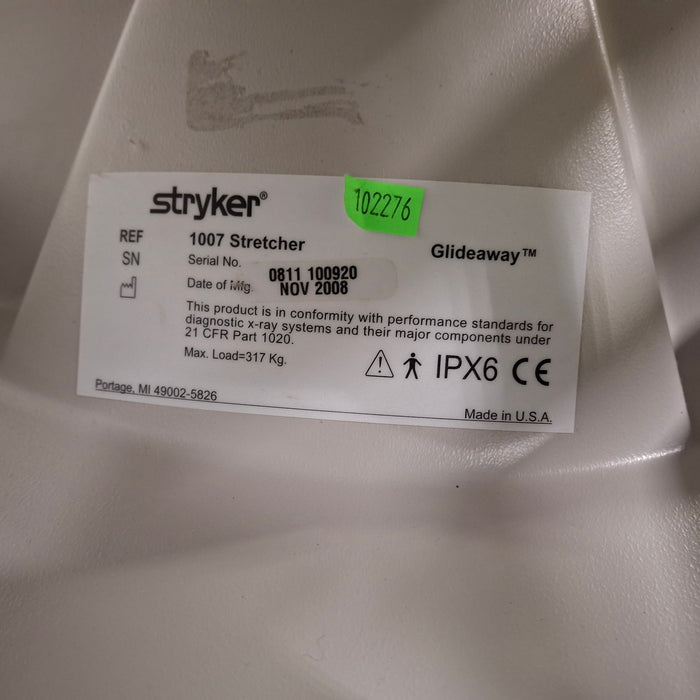 stryker®
102276
REF 1007 Stretcher
Glideaway™
SN Serial No. 0811 100920
Date of Mfg. NOV 2008
This product is in conformity with performance standards for
diagnostic x-ray systems and their major components under
21 CFR Part 1020.
Max. Load=317 Kg.
IPX6 CE
Portage, MI 49002-5826
Made in U.S.A.